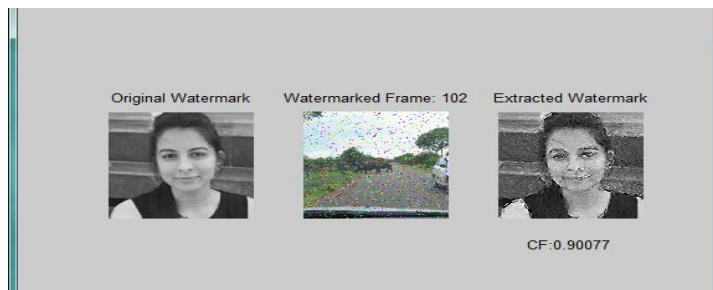 Original Watermark
Watermarked Frame: 102
Extracted Watermark
CF:0.90077